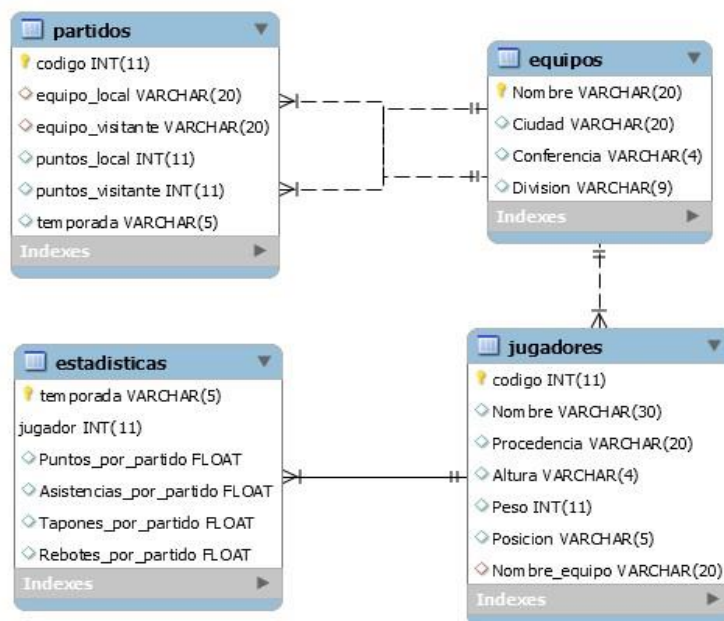 partidos
codigo INT(11)
equipo_local VARCHAR(20)
equipo_visitante VARCHAR(20)
puntos_local INT(11)
puntos_visitante INT(11)
temporada VARCHAR(5)
Indexes
equipos
Nombre VARCHAR(20)
Ciudad VARCHAR(20)
Conferencia VARCHAR(4)
Division VARCHAR(9)
Indexes
estadisticas
temporada VARCHAR(5)
jugador INT(11)
Puntos_por_partido FLOAT
Asistencias_por_partido FLOAT
Tapones_por_partido FLOAT
Rebotes_por_partido FLOAT
Indexes
jugadores
codigo INT(11)
Nombre VARCHAR(30)
Procedencia VARCHAR(20)
Altura VARCHAR(4)
Peso INT(11)
Posicion VARCHAR(5)
Nombre_equipo VARCHAR(20)
Indexes